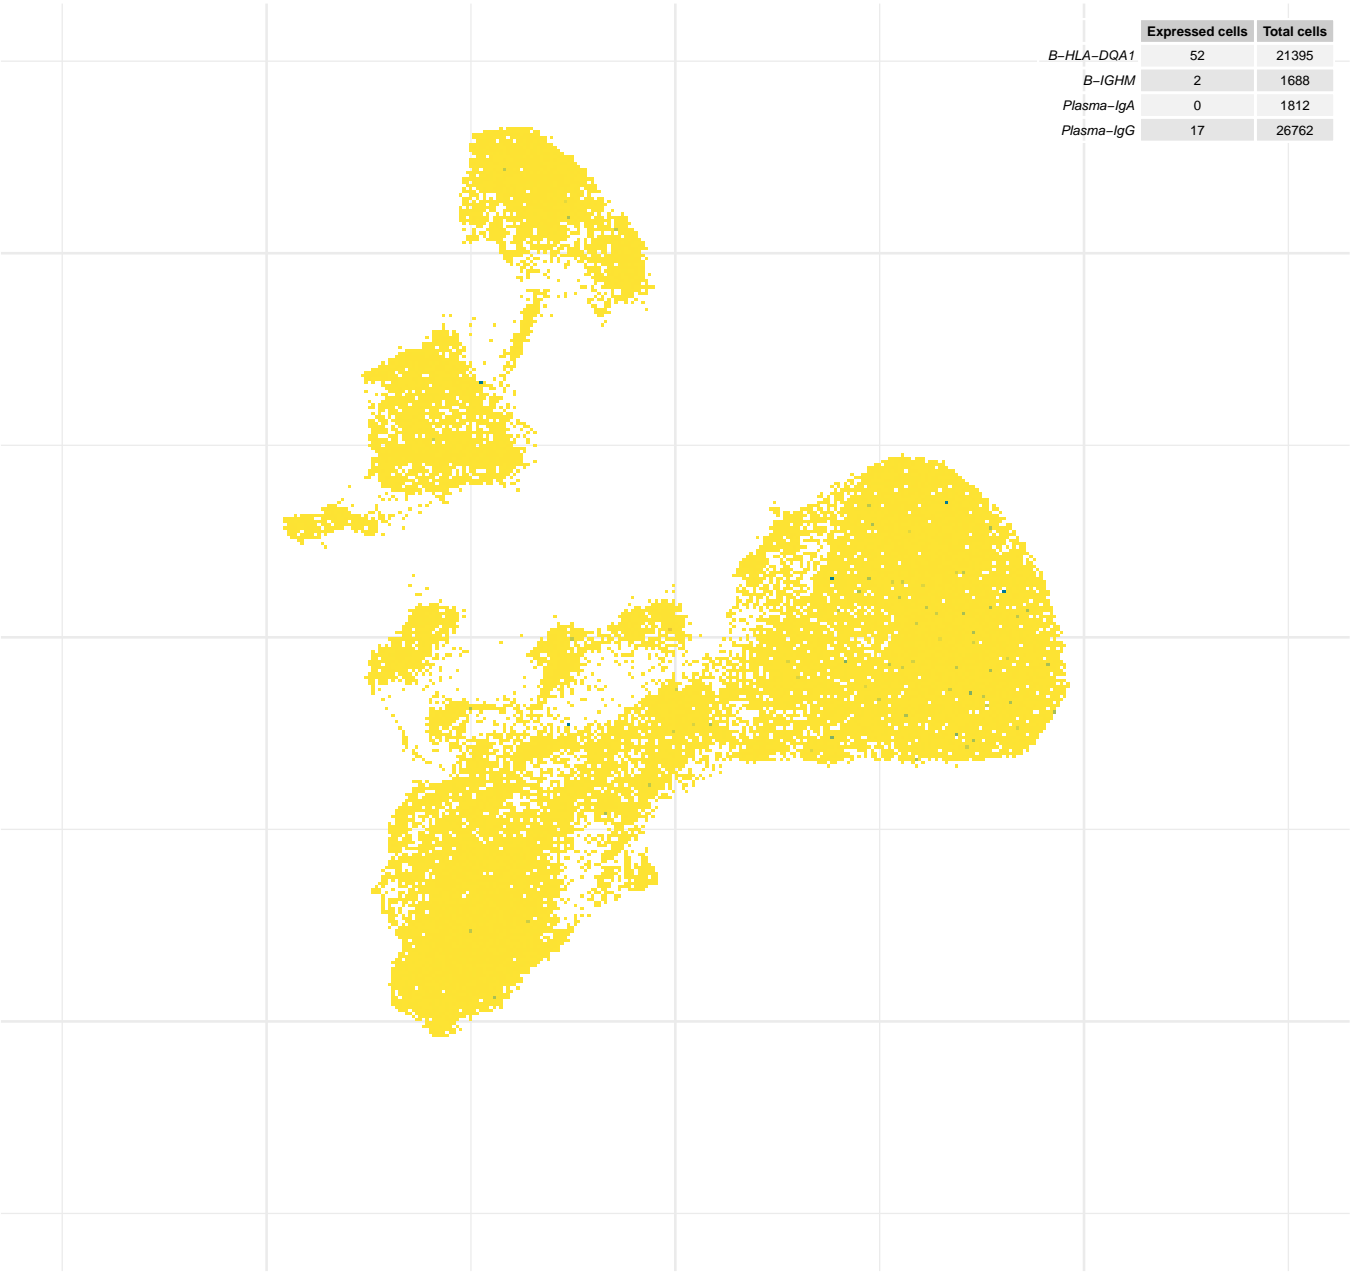 Expressed cells Total cells
B−HLA−DQA1 52 21395
B−IGHM 2 1688
Plasma−IgA 0 1812
Plasma−IgG 17 26762